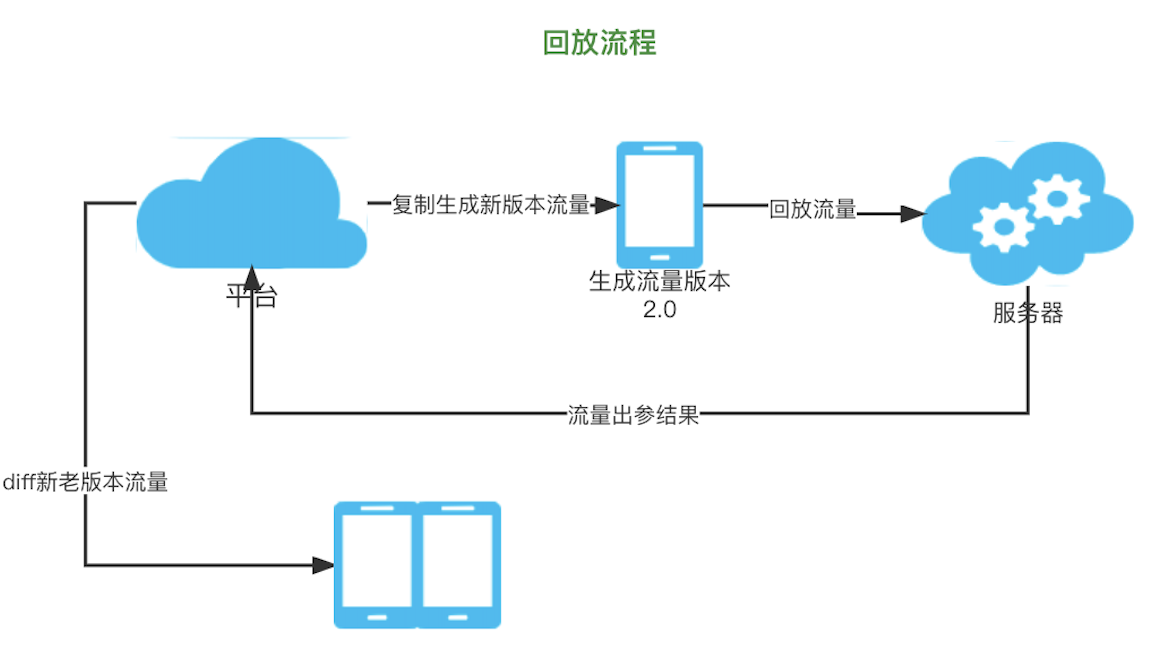 回放流程
复制生成新版本流量
回放流量
生成流量版本
2.0
平台
服务器
流量出参结果
diff新老版本流量